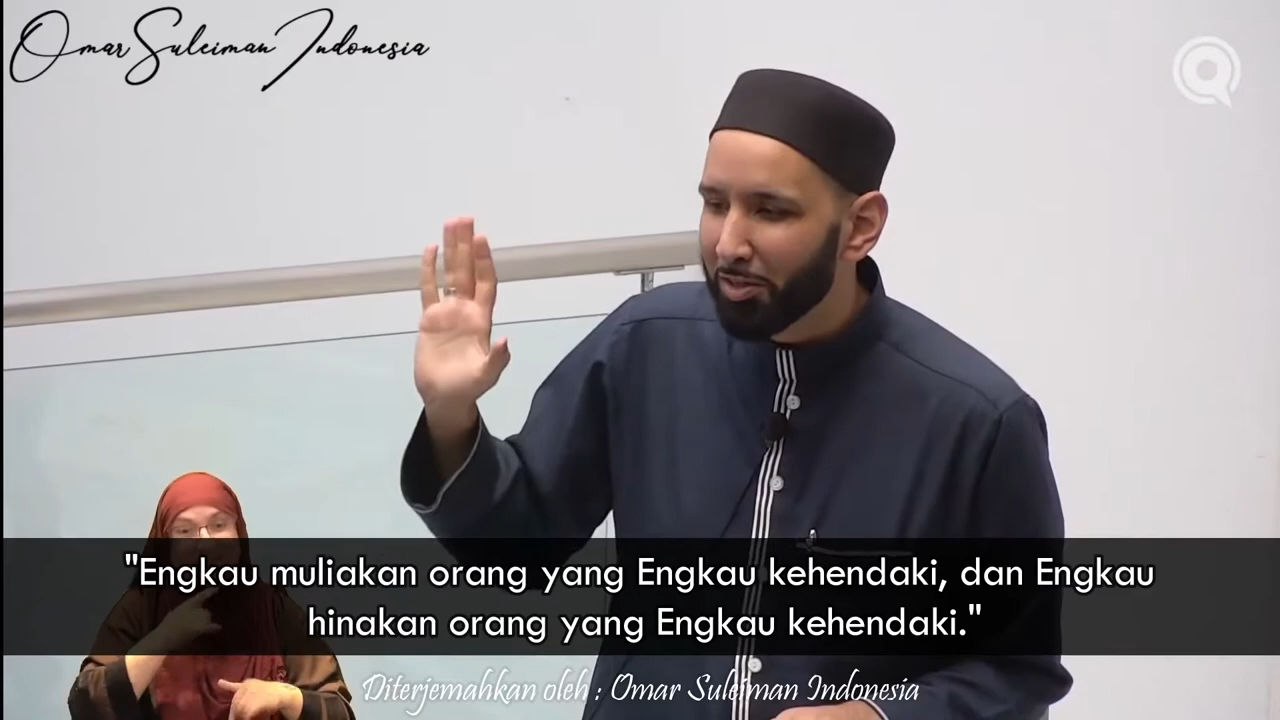 Omar Suleiman Indonesia
"Engkau muliakan orang yang Engkau kehendaki, dan Engkau
hinakan orang yang Engkau kehendaki."
Diterjemahkan oleh : Omar Suleiman Indonesia